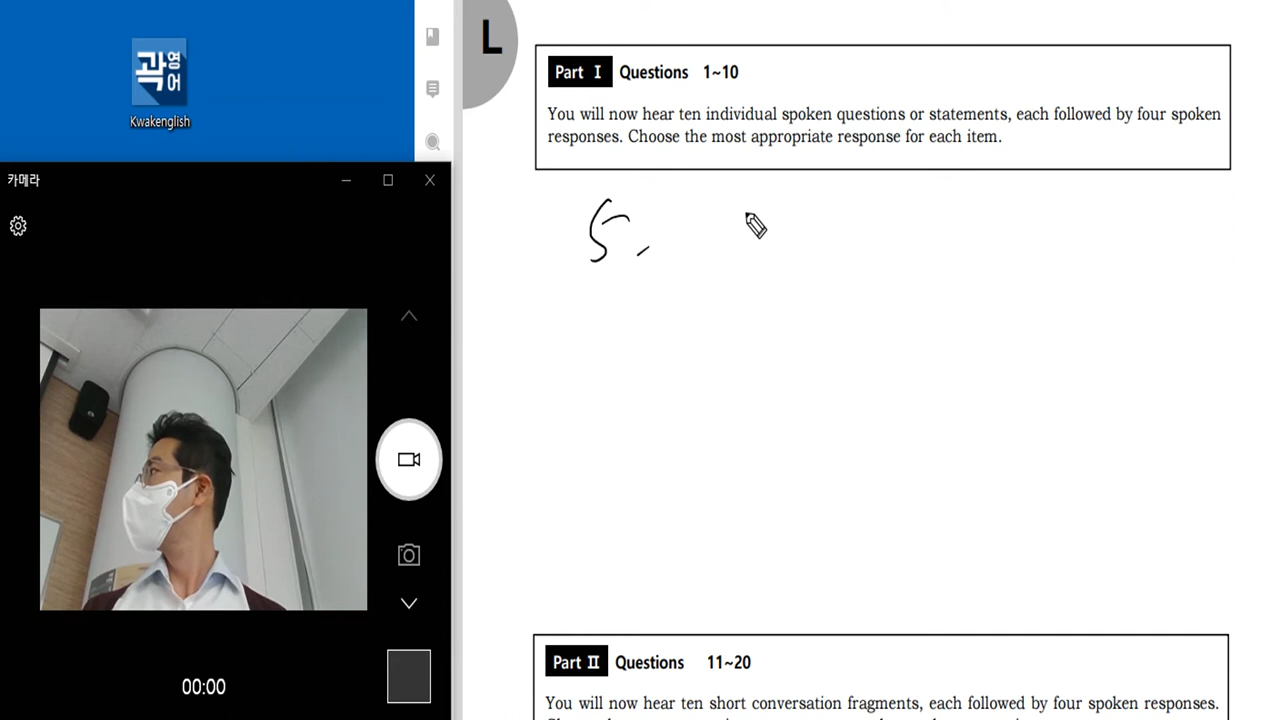 곽영어
Kwakenglish
카메라
00:00
L
Part Ⅰ Questions 1~10
You will now hear ten individual spoken questions or statements, each followed by four spoken
responses. Choose the most appropriate response for each item.
5.
Part Ⅱ Questions 11~20
You will now hear ten short conversation fragments, each followed by four spoken responses.